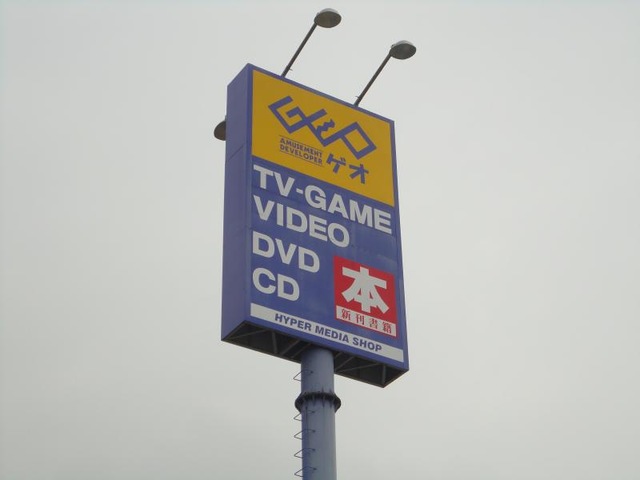 GEO
AMUSEMENT
DEVELOPER
ゲオ
TV-GAME
VIDEO
DVD
CD
本
新刊書籍
HYPER MEDIA SHOP